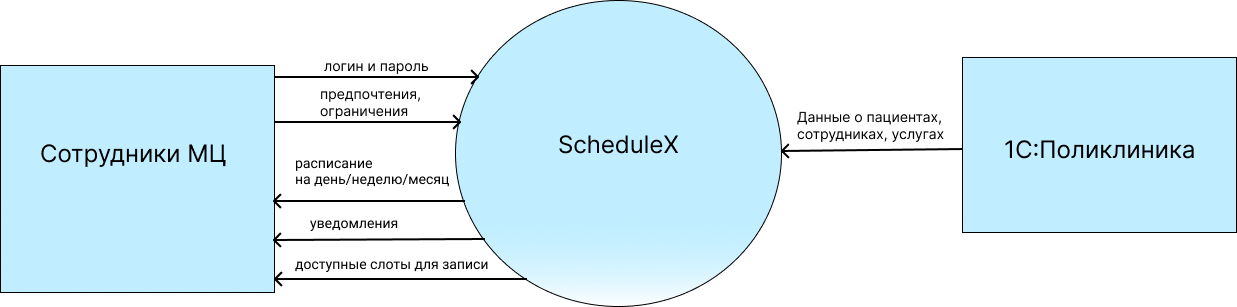 Сотрудники МЦ
логин и пароль
предпочтения,
ограничения
расписание
на день/неделю/месяц
уведомления
доступные слоты для записи
ScheduleX
Данные о пациентах,
сотрудниках, услугах
1С:Поликлиника